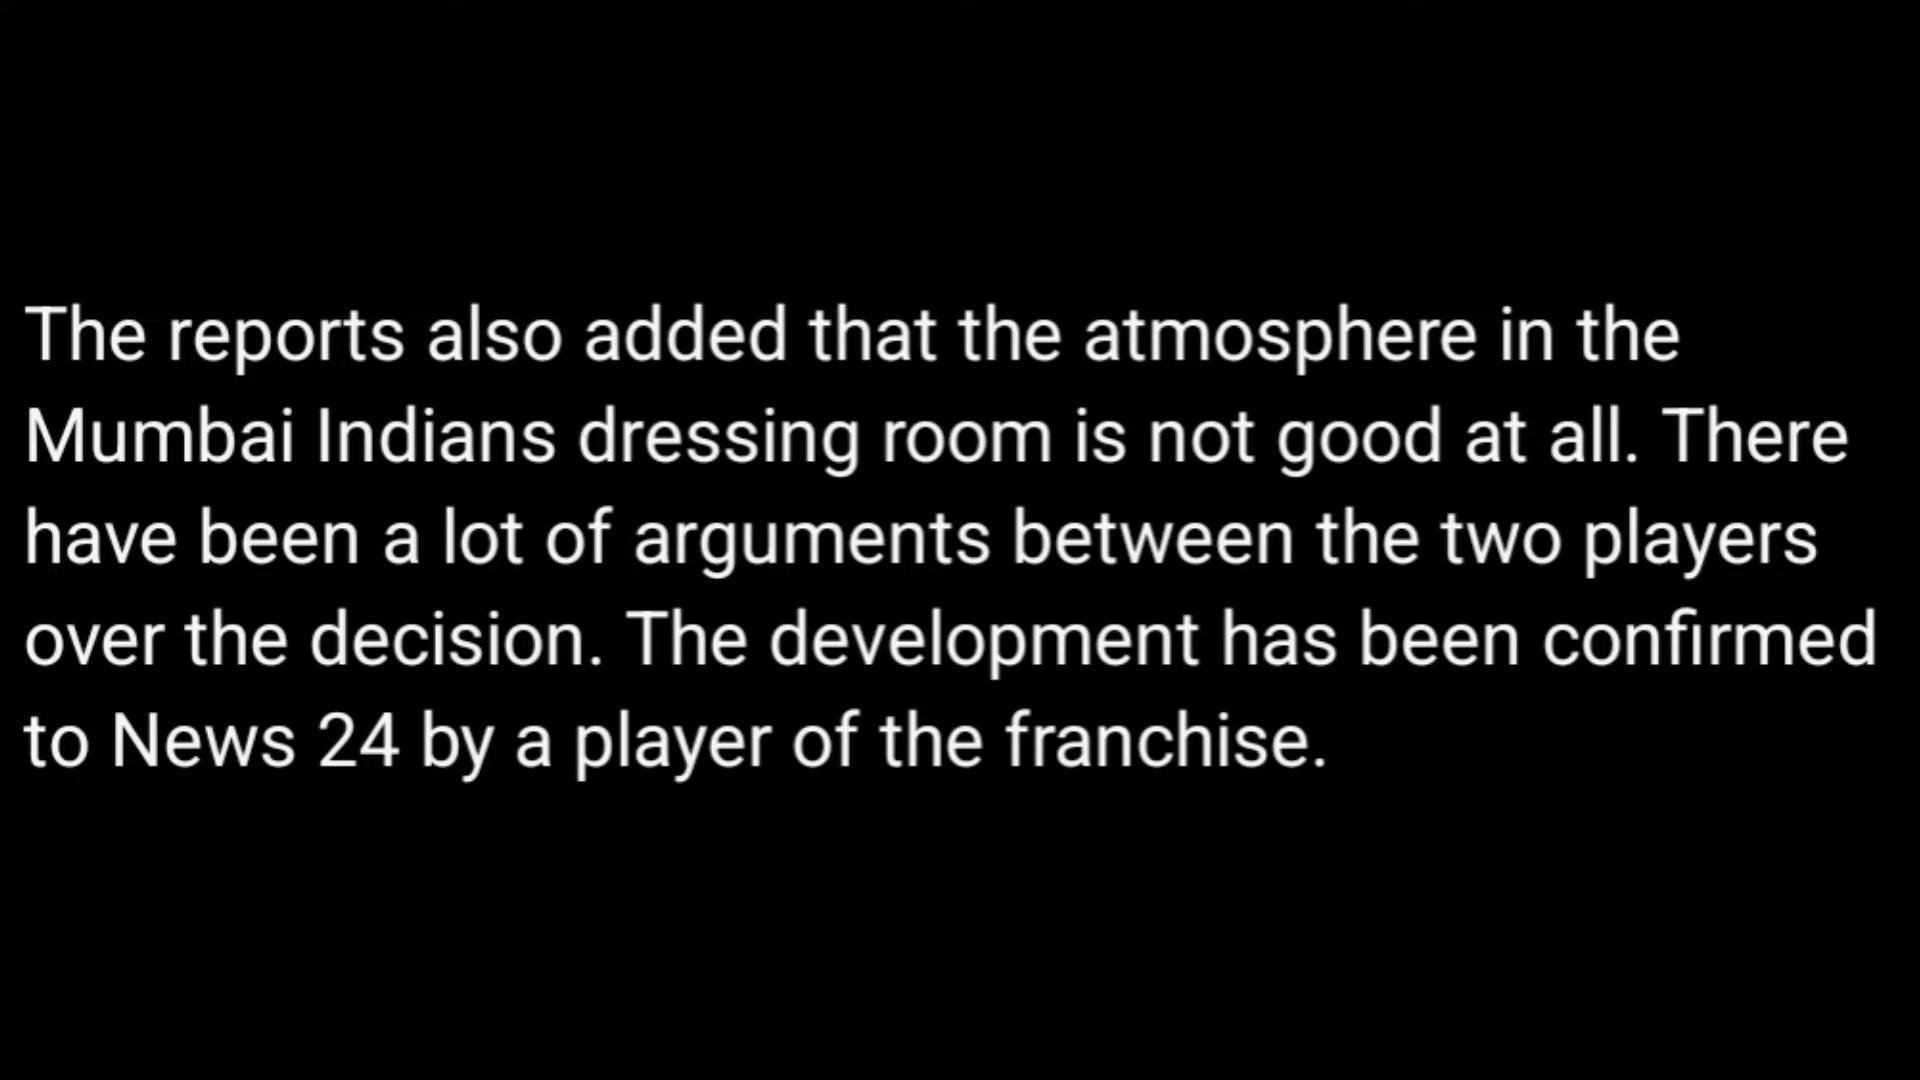 The reports also added that the atmosphere in the
Mumbai Indians dressing room is not good at all. There
have been a lot of arguments between the two players
over the decision. The development has been confirmed
to News 24 by a player of the franchise.